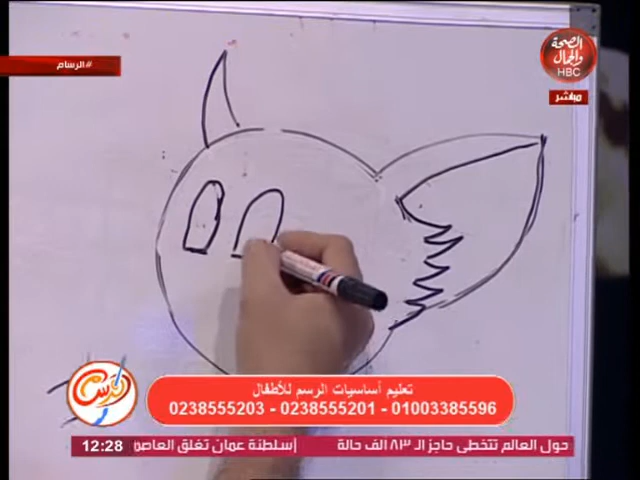 الصحة
والجمال
HBC
مباشر
#الرسام
تعليم أساسيات الرسم للأطفال
0238555203 - 0238555201 - 01003385596
12:28
حول العالم تتخطى حاجز الـ ٨٣ ألف حالة | سلطنة عمان تغلق العاصم